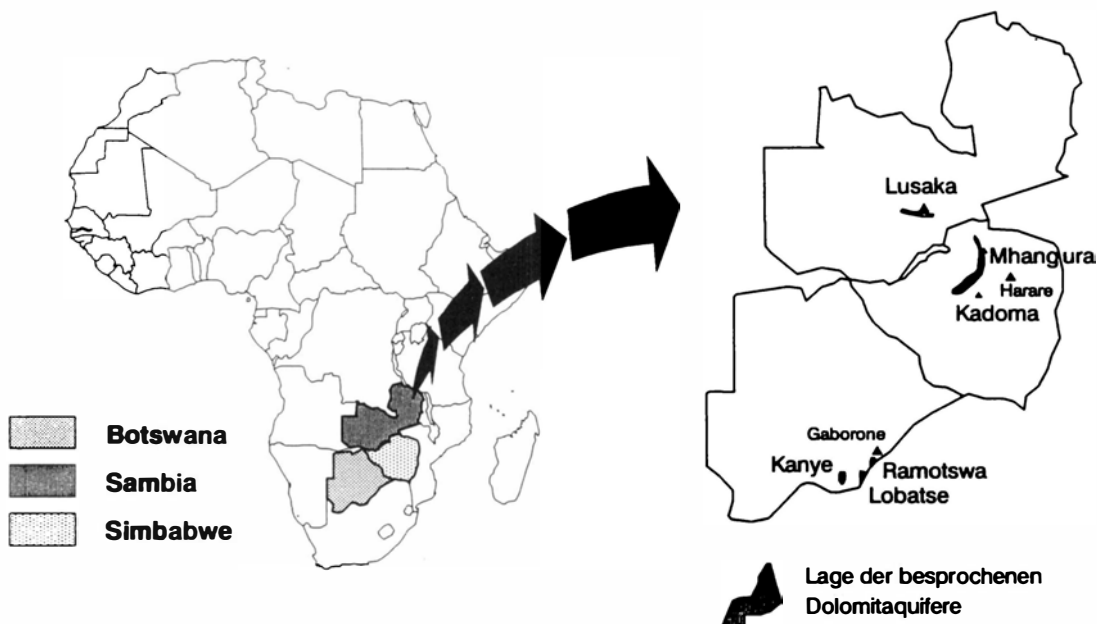 Botswana
Sambia
Simbabwe
Lusaka
Mhangura
Harare
Kadoma
Gaborone
Kanye
Ramotswa
Lobatse
Lage der besprochenen
Dolomitaquifere